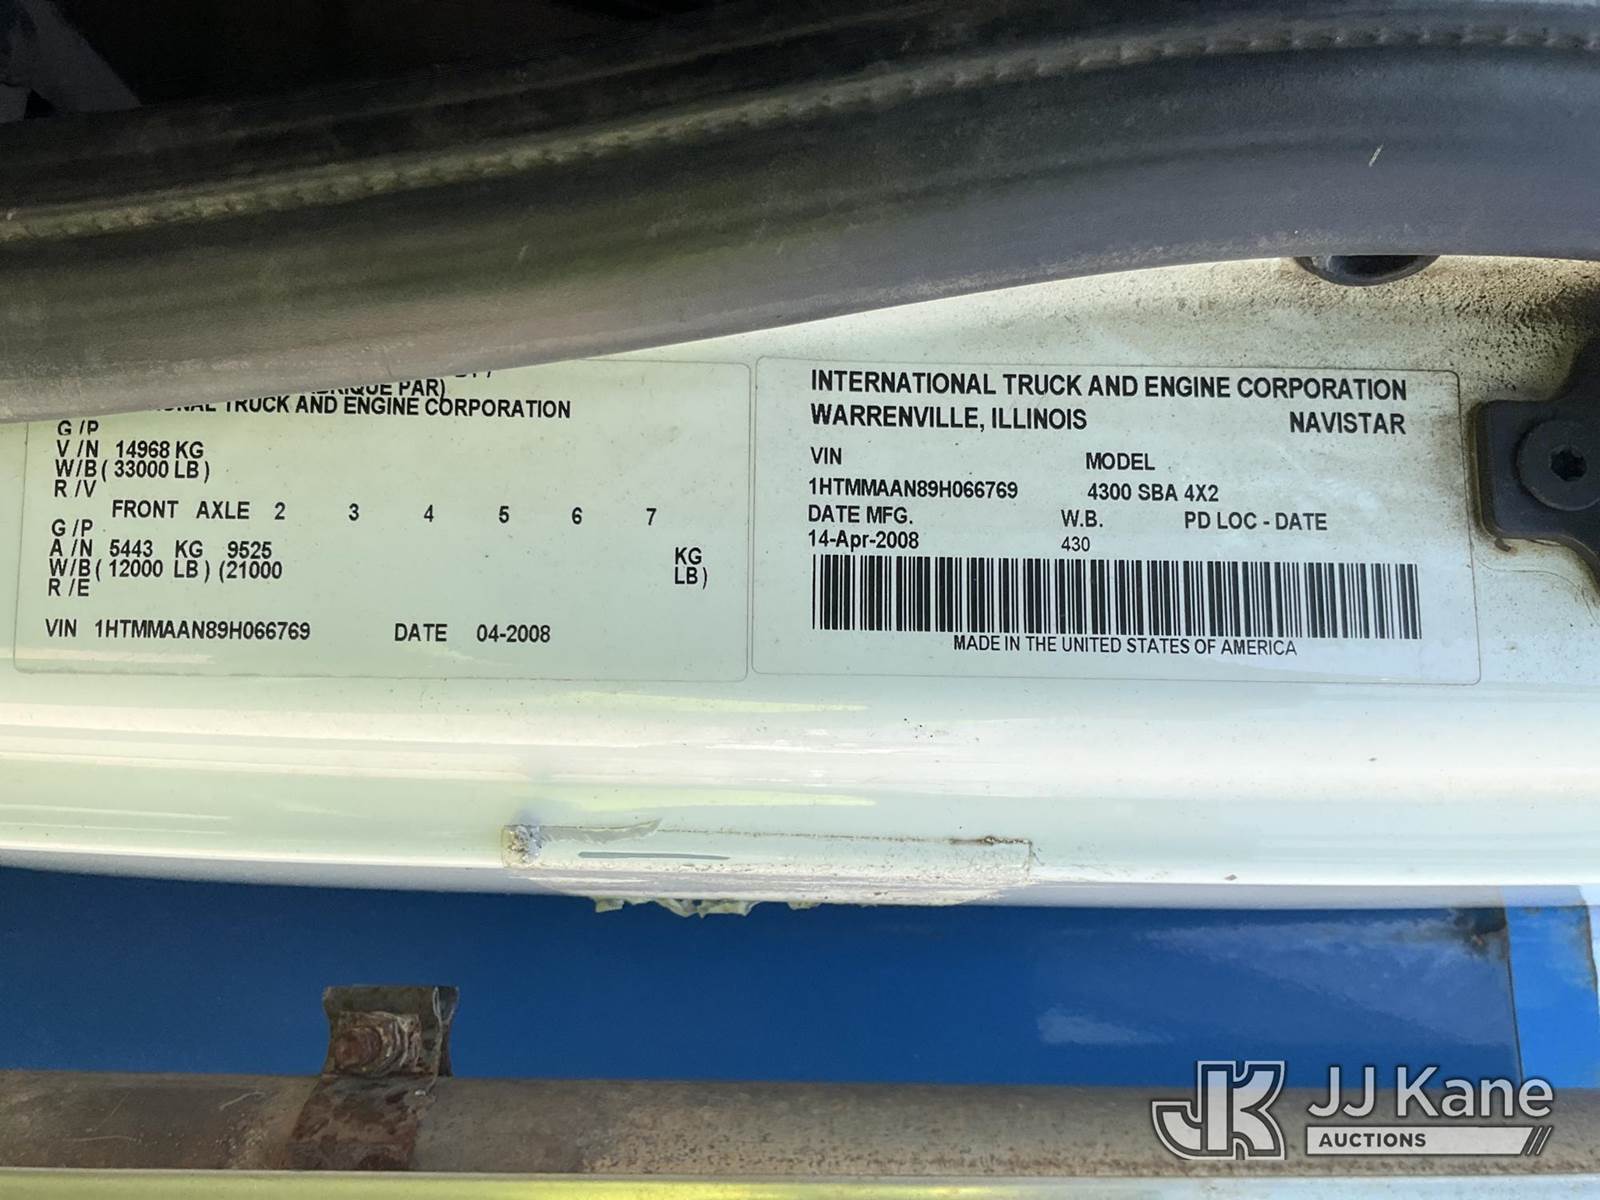 BRIQUE PAR)
TRUCK AND ENGINE CORPORATION
G /P
V /N 14968 KG
W/B ( 33000 LB )
R /V
FRONT AXLE 2 3 4 5 6 7
G /P
A /N 5443 KG 9525 KG
W/B ( 12000 LB ) (21000 LB )
R /E
VIN 1HTMMAAN89H066769 DATE 04-2008
INTERNATIONAL TRUCK AND ENGINE CORPORATION
WARRENVILLE, ILLINOIS NAVISTAR
VIN MODEL
1HTMMAAN89H066769 4300 SBA 4X2
DATE MFG. W.B. PD LOC - DATE
14-Apr-2008 430
MADE IN THE UNITED STATES OF AMERICA
JK JJ Kane
AUCTIONS